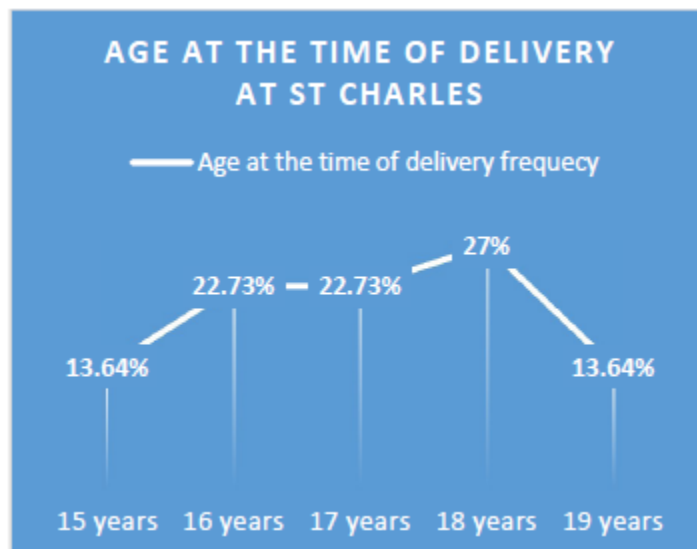 AGE AT THE TIME OF DELIVERY
AT ST CHARLES
Age at the time of delivery frequecy
27%
22.73% 22.73%
13.64% 13.64%
15 years 16 years 17 years 18 years 19 years